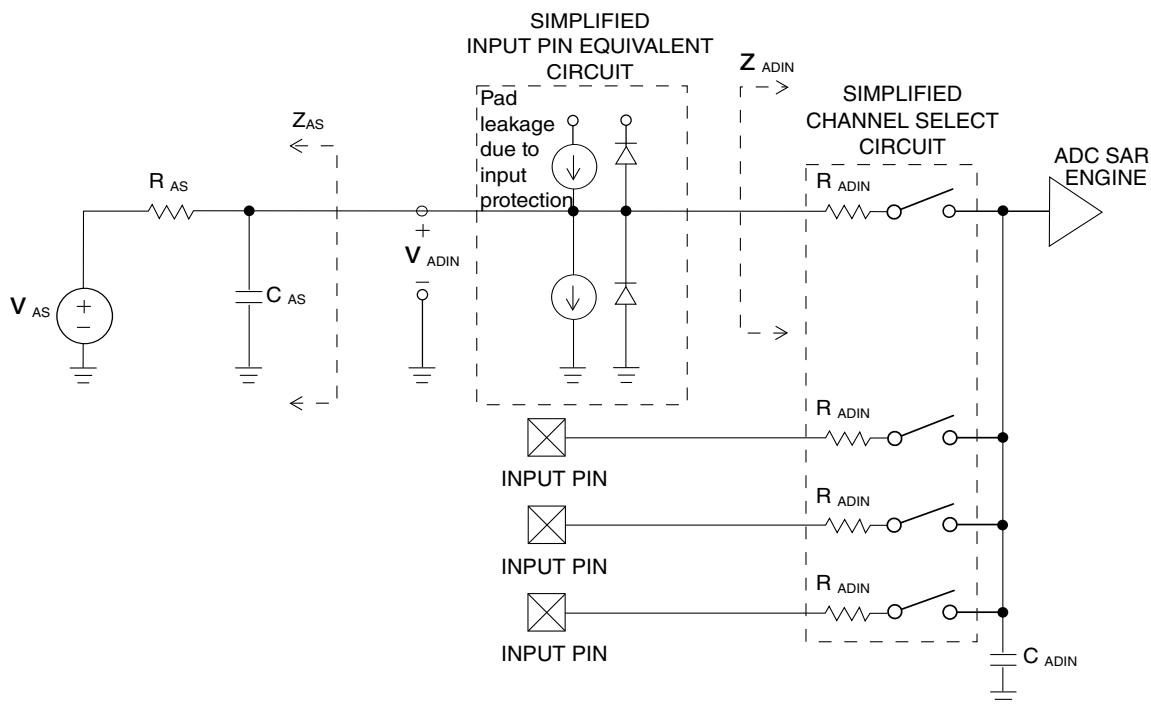 SIMPLIFIED
INPUT PIN EQUIVALENT
CIRCUIT
Pad
leakage
due to
input
protection
Z ADIN
SIMPLIFIED
CHANNEL SELECT
CIRCUIT
ADC SAR
ENGINE
ZAS
R AS
R ADIN
+
V ADIN
−
C AS
V AS
+
−
R ADIN
INPUT PIN
R ADIN
INPUT PIN
R ADIN
INPUT PIN
C ADIN